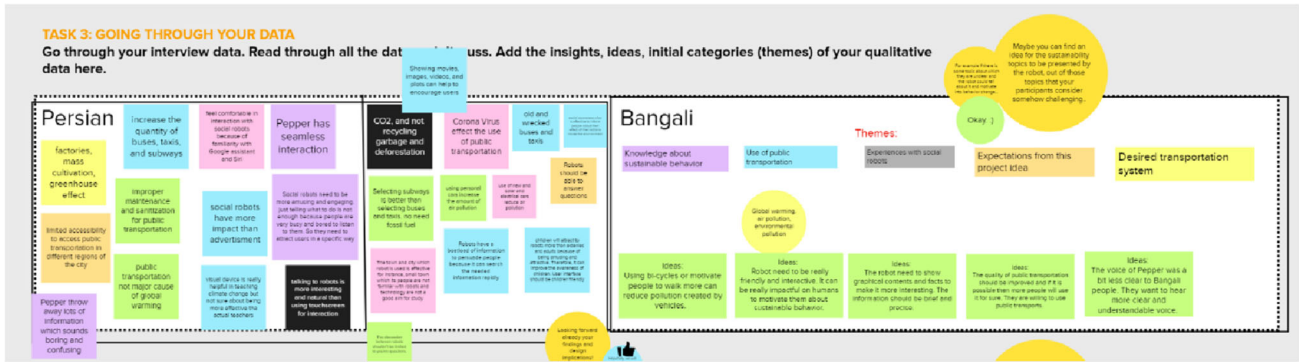 TASK 3: GOING THROUGH YOUR DATA
Go through your interview data. Read through all the data
uss. Add the insights, ideas, initial categories (themes) of your qualitative
data here.
Showing movies,
images, videos, and
plots can help to
encourage users
Maybe you can find an
idea for the sustainability
topics to be presented by
the robot, out of those
topics that your
participants consider
somehow challenging..
Okay :)
Persian
factories,
mass
cultivation,
greenhouse
effect
limited accessibility
to access public
transportation in
different regions of
the city
Pepper throw
away lots of
information
which sounds
boring and
confusing
increase the
quantity of
buses, taxis,
and subways
improper
maintenance
and sanitization
for public
transportation
public
transportation
not major cause
of global
warming
feel comfortable in
interaction with
social robots
because of
familiarity with
Google assistant
and Siri
social robots
have more
impact than
advertisment
visual device is really
helpful in teaching
climate change but
not sure about being
more effective the
actual teachers
Pepper has
seamless
interaction
Social robots need to be
more amusing and engaging
just telling what to do is not
enough because people are
very busy and bored to listen
to them. So they need to
attract users in a specific way
talking to robots is
more interesting
and natural than
using touchscreen
for interaction
CO2, and not
recycling
garbage and
deforestation
Selecting subways
is better then
selecting buses
and taxis, no need
fossil fuel
Corona Virus
effect the use
of public
transportation
using personal
cars increase
the amount of
air pollution
Robots have a
because it can search
the needed
old and
wrecked
buses and
taxis
Robots
should be
able to
answer
questions
Looking forward
already your
findings and
design
implications!
Bangali
Themes:
Knowledge about
sustainable behavior
Use of public
transportation
Experiences with social
robots
Expectations from this
project idea
Desired transportation
system
Global warming,
air pollution,
environmental
pollution
Ideas:
Using bi-cycles or motivate
people to walk more can
reduce pollution created by
vehicles.
Ideas:
Robot need to be really
friendly and interactive. It can
be really impactful on humans
to motivate them about
sustainable behavior.
Ideas:
The robot need to show
graphical contents and facts to
make it more interesting. The
information should be brief and
precise.
Ideas:
The quality of public transportation
should be improved and if it is
possible then more people will use
it for sure. They are willing to use
public transports.
Ideas:
The voice of Pepper was a
bit less clear to Bangali
people. They want to hear
more clear and
understandable voice.